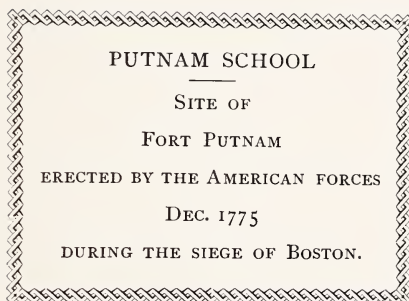 PUTNAM SCHOOL
SITE OF
FORT PUTNAM
ERECTED BY THE AMERICAN FORCES
DEC. 1775
DURING THE SIEGE OF BOSTON.